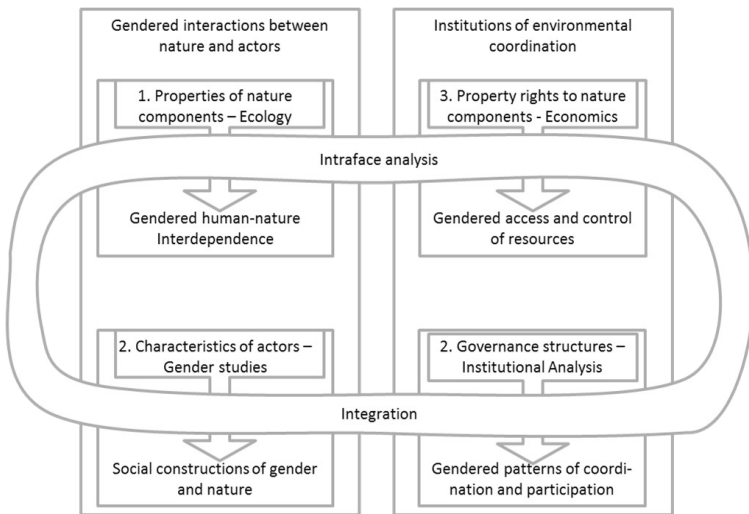 Gendered interactions between
nature and actors
Institutions of environmental
coordination
1. Properties of nature
components – Ecology
3. Property rights to nature
components - Economics
Intraface analysis
Gendered human-nature
Interdependence
Gendered access and control
of resources
2. Characteristics of actors –
Gender studies
2. Governance structures –
Institutional Analysis
Integration
Social constructions of gender
and nature
Gendered patterns of coordi-
nation and participation